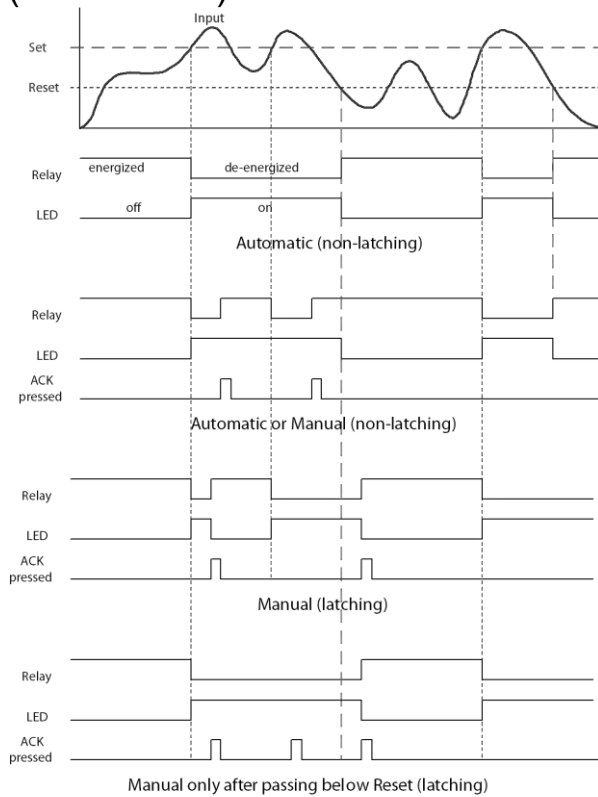 Input
Set
Reset
Relay energized de-energized
LED off on
Automatic (non-latching)
Relay
LED
ACK
pressed
Automatic or Manual (non-latching)
Relay
LED
ACK
pressed
Manual (latching)
Relay
LED
ACK
pressed
Manual only after passing below Reset (latching)